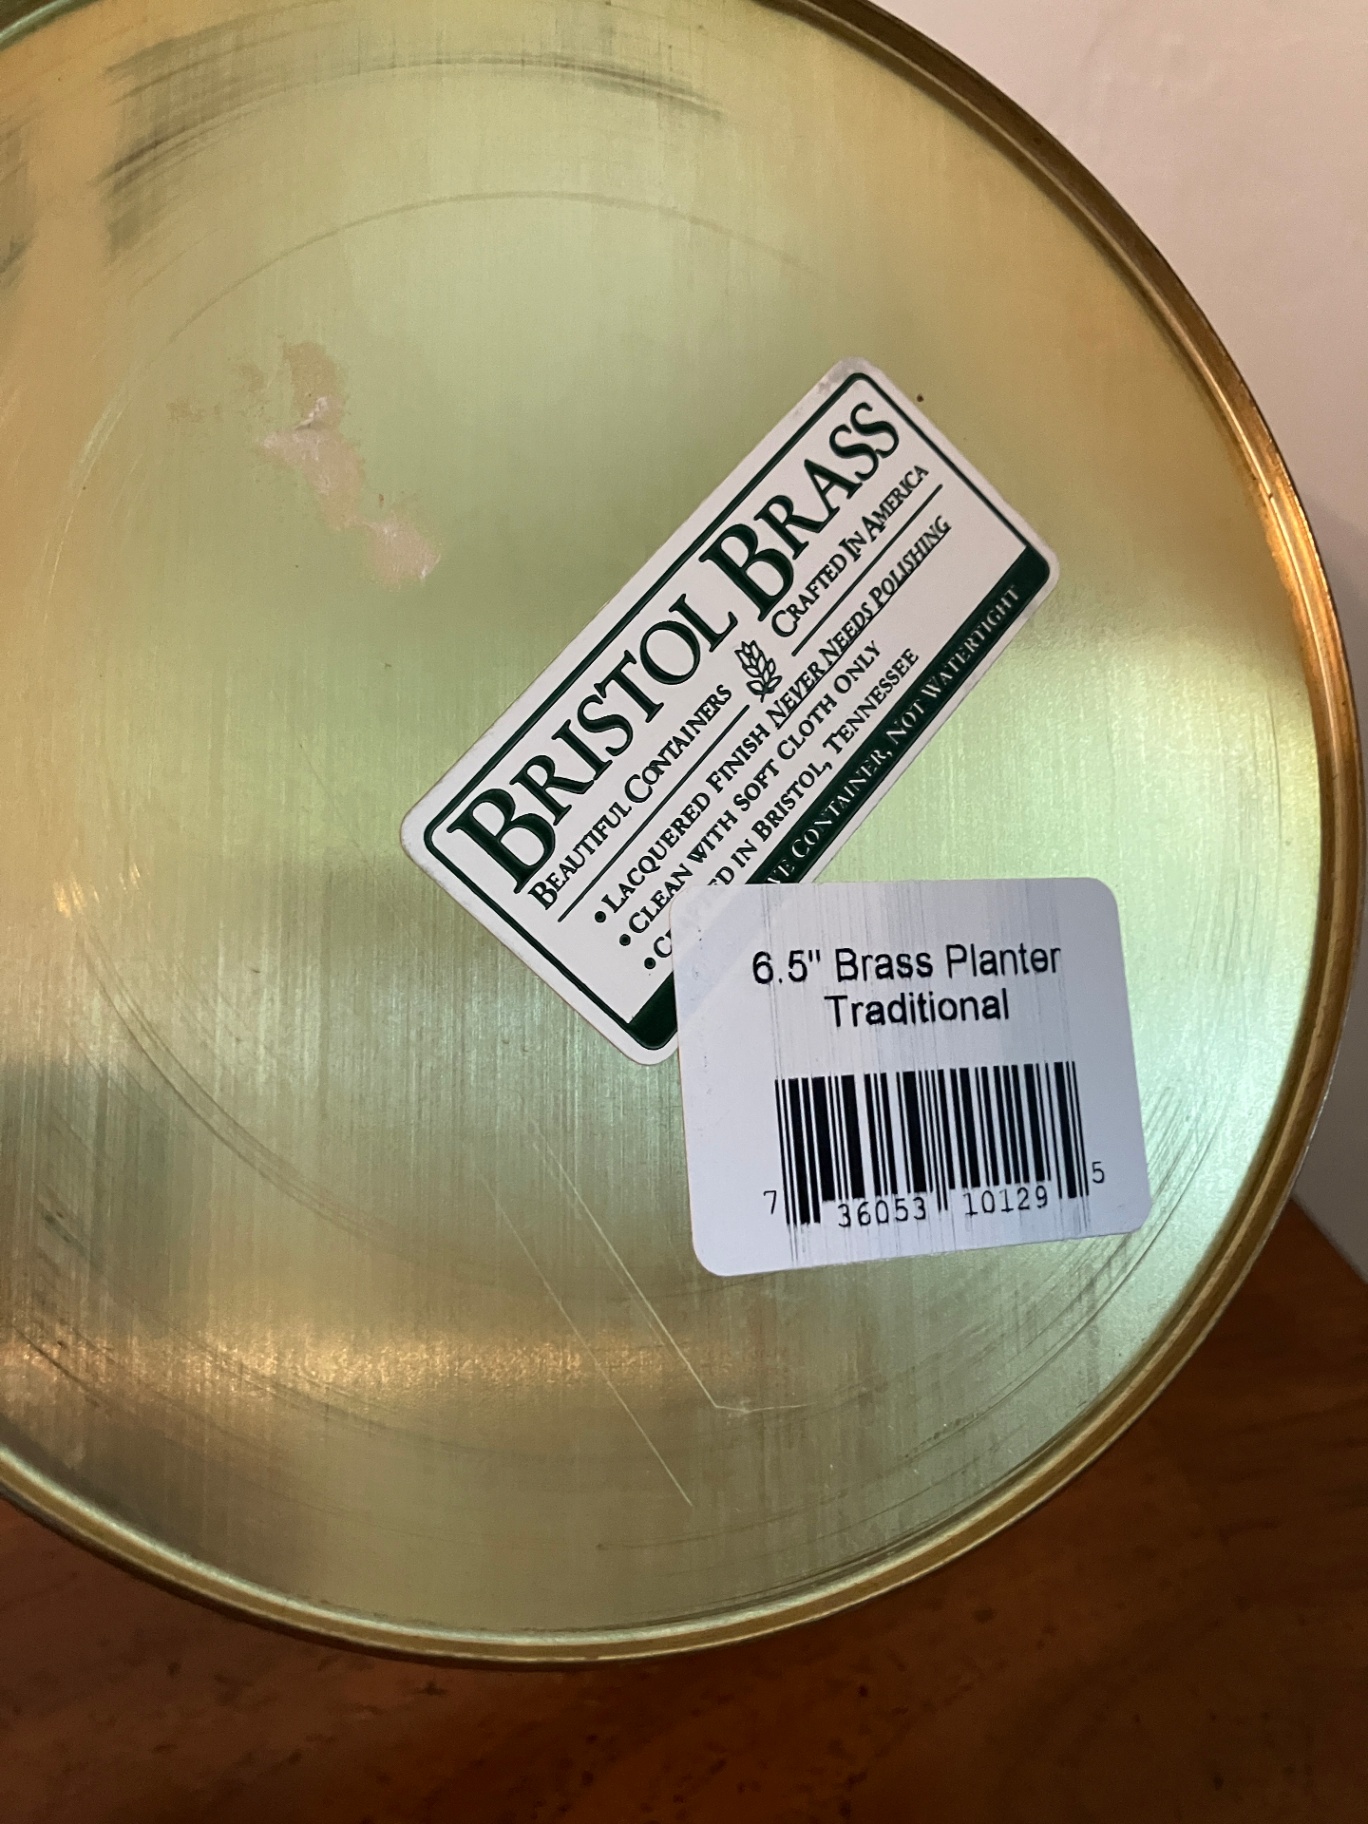 BRISTOL BRASS
BEAUTIFUL CONTAINERS CRAFTED IN AMERICA
• LACQUERED FINISH NEVER NEEDS POLISHING
• CLEAN WITH SOFT CLOTH ONLY
IN BRISTOL, TENNESSEE
CONTAINER, NOT WATERTIGHT
6.5" Brass Planter
Traditional
7 36053 10129 5